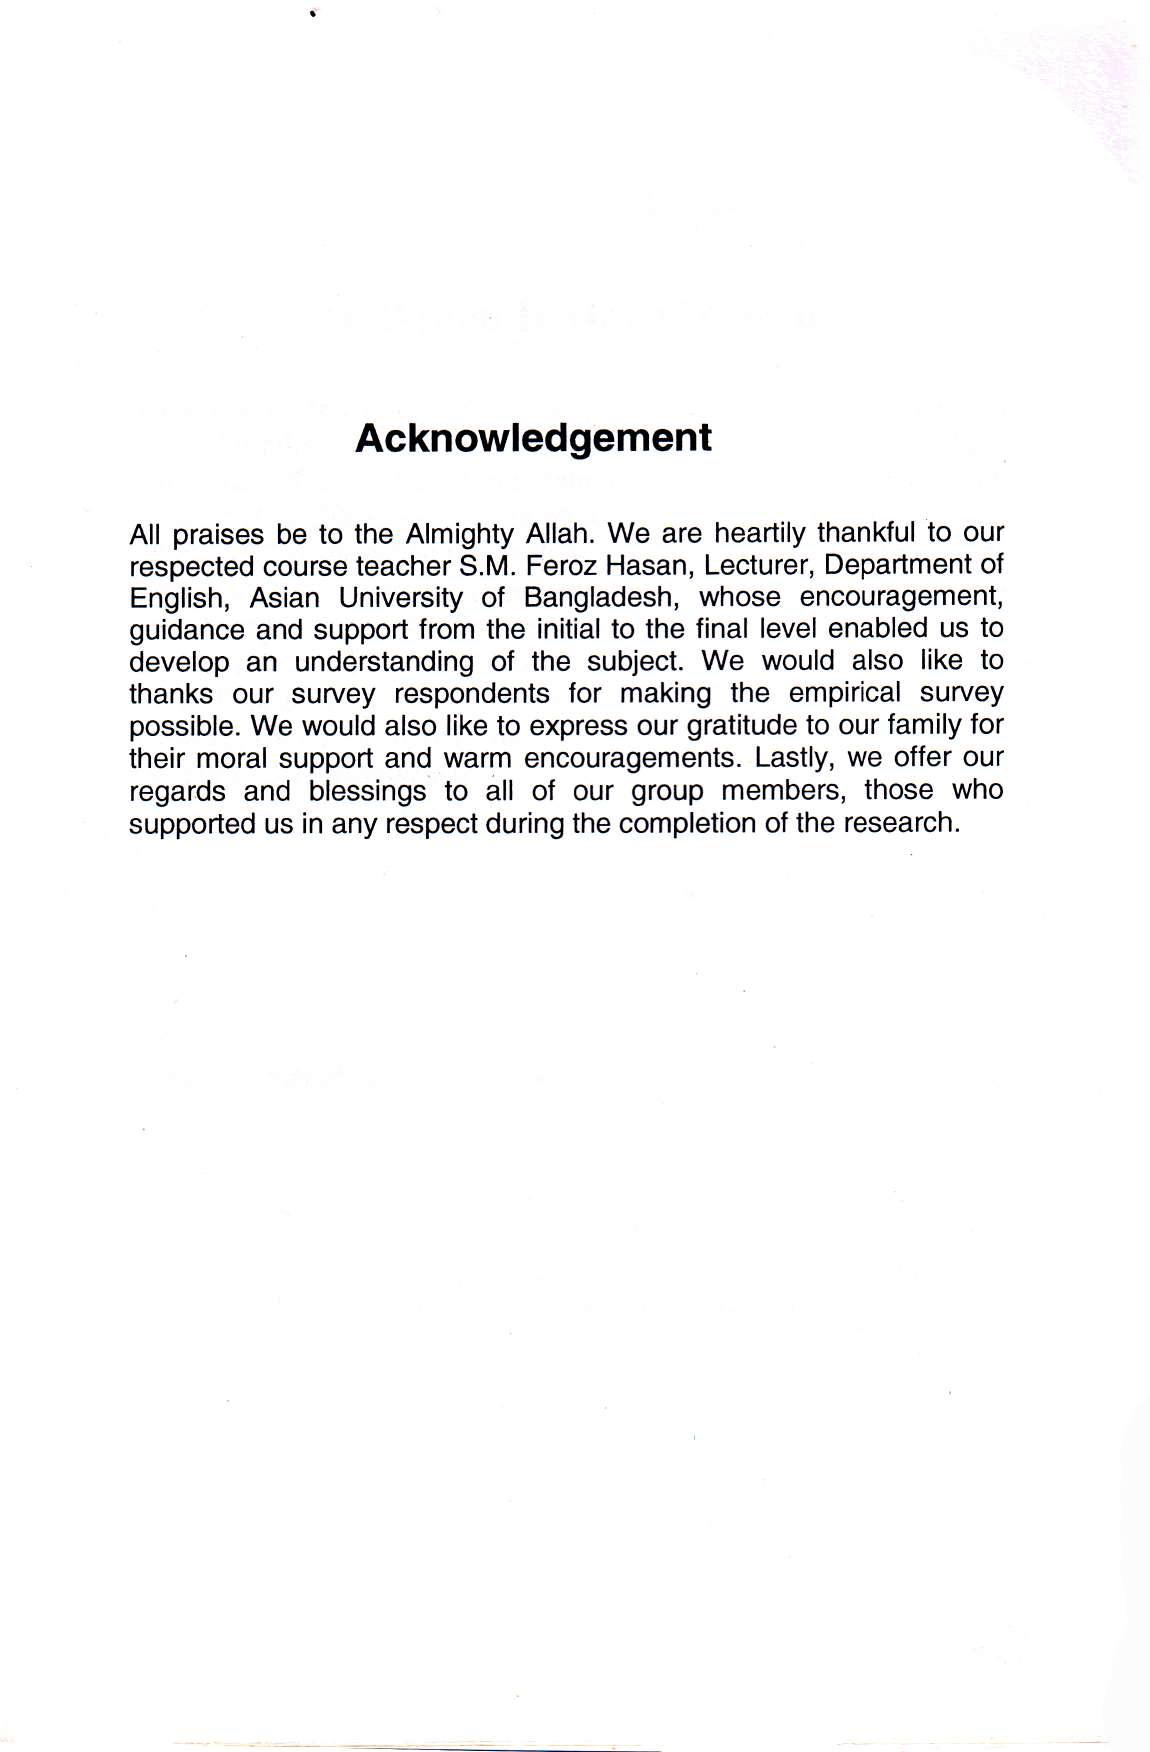 Acknowledgement
All praises be to the Almighty Allah. We are heartily thankful to our
respected course teacher S.M. Feroz Hasan, Lecturer, Department of
English, Asian University of Bangladesh, whose encouragement,
guidance and support from the initial to the final level enabled us to
develop an understanding of the subject. We would also like to
thanks our survey respondents for making the empirical survey
possible. We would also like to express our gratitude to our family for
their moral support and warm encouragements. Lastly, we offer our
regards and blessings to all of our group members, those who
supported us in any respect during the completion of the research.